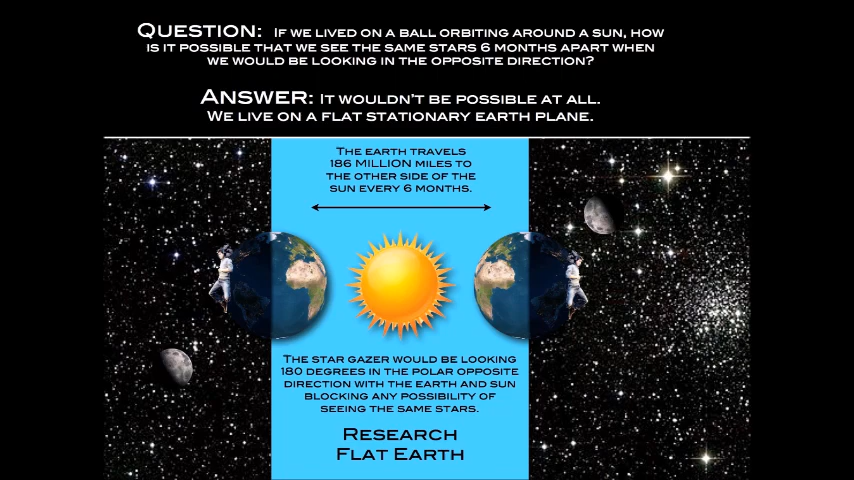 Question: If we lived on a ball orbiting around a sun, how
is it possible that we see the same stars 6 months apart when
we would be looking in the opposite direction?
Answer: It wouldn't be possible at all.
We live on a flat stationary earth plane.
The earth travels
186 million miles to
the other side of the
sun every 6 months.
The star gazer would be looking
180 degrees in the polar opposite
direction with the earth and sun
blocking any possibility of
seeing the same stars.
Research
Flat Earth